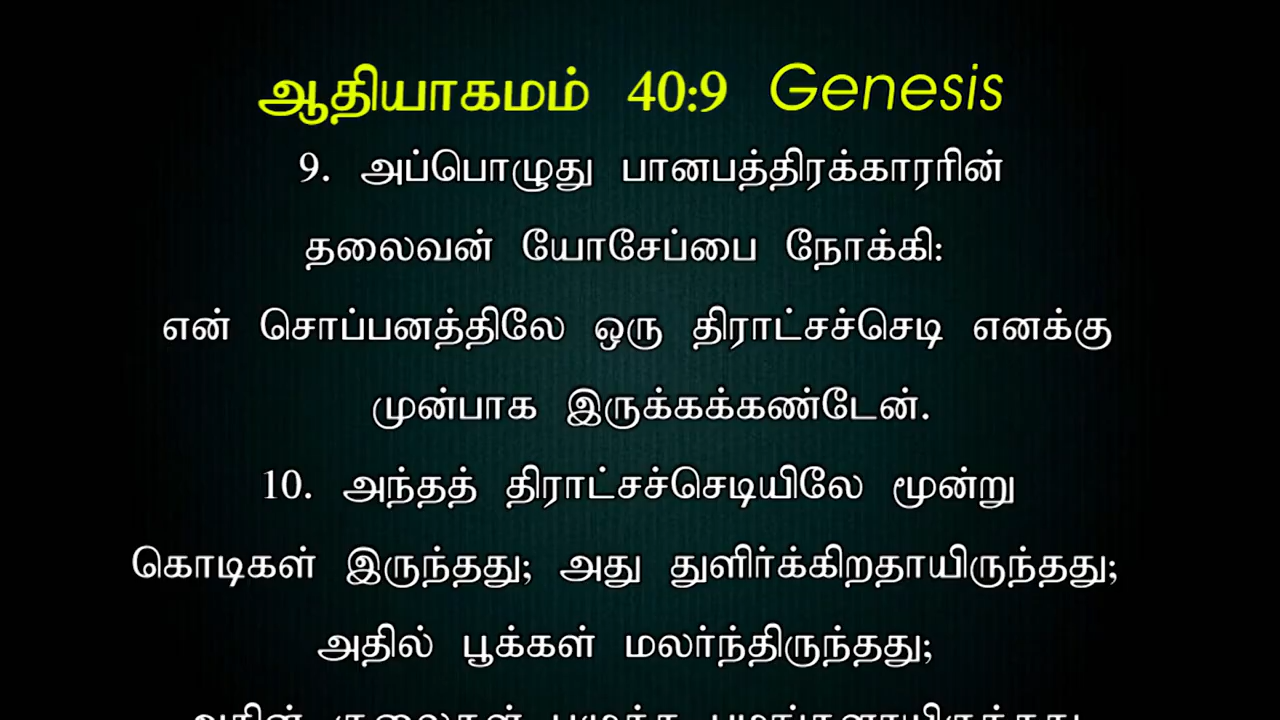 ஆதியாகமம் 40:9 Genesis
9. அப்பொழுது பானபத்திரக்காரரின்
தலைவன் யோசேப்பை நோக்கி:
என் சொப்பனத்திலே ஒரு திராட்சச்செடி எனக்கு
முன்பாக இருக்கக்கண்டேன்.
10. அந்தத் திராட்சச்செடியிலே மூன்று
கொடிகள் இருந்தது; அது துளிர்க்கிறதாயிருந்தது;
அதில் பூக்கள் மலர்ந்திருந்தது;